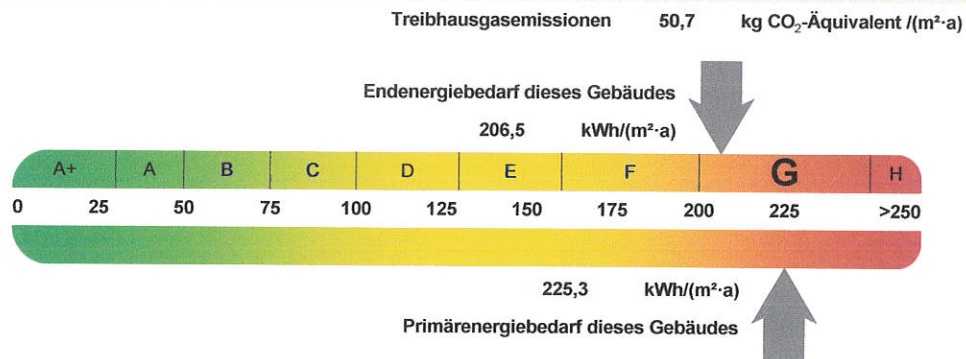 Treibhausgasemissionen 50,7 kg CO₂-Äquivalent /(m²·a)
Endenergiebedarf dieses Gebäudes
206,5 kWh/(m²·a)
A+ A B C D E F G H
0 25 50 75 100 125 150 175 200 225 >250
225,3 kWh/(m²·a)
Primärenergiebedarf dieses Gebäudes